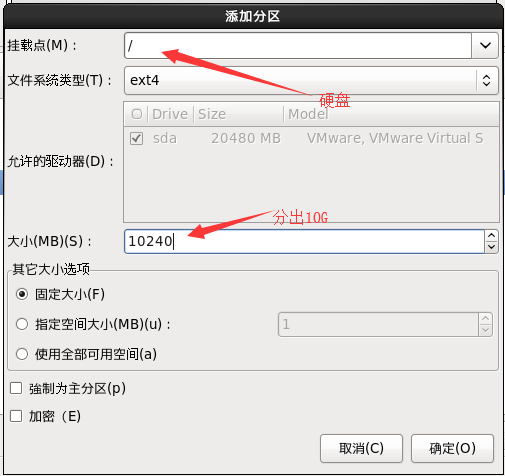 添加分区
挂载点(M)：
/
文件系统类型(T)：
ext4
硬盘
Drive Size Model
允许的驱动器(D)：
sda 20480 MB VMware, VMware Virtual S
分出10G
大小(MB)(S)：
10240
其它大小选项
固定大小(F)
指定空间大小(MB)(u)：
1
使用全部可用空间(a)
強制为主分区(p)
加密（E)
取消(C) 确定(O)